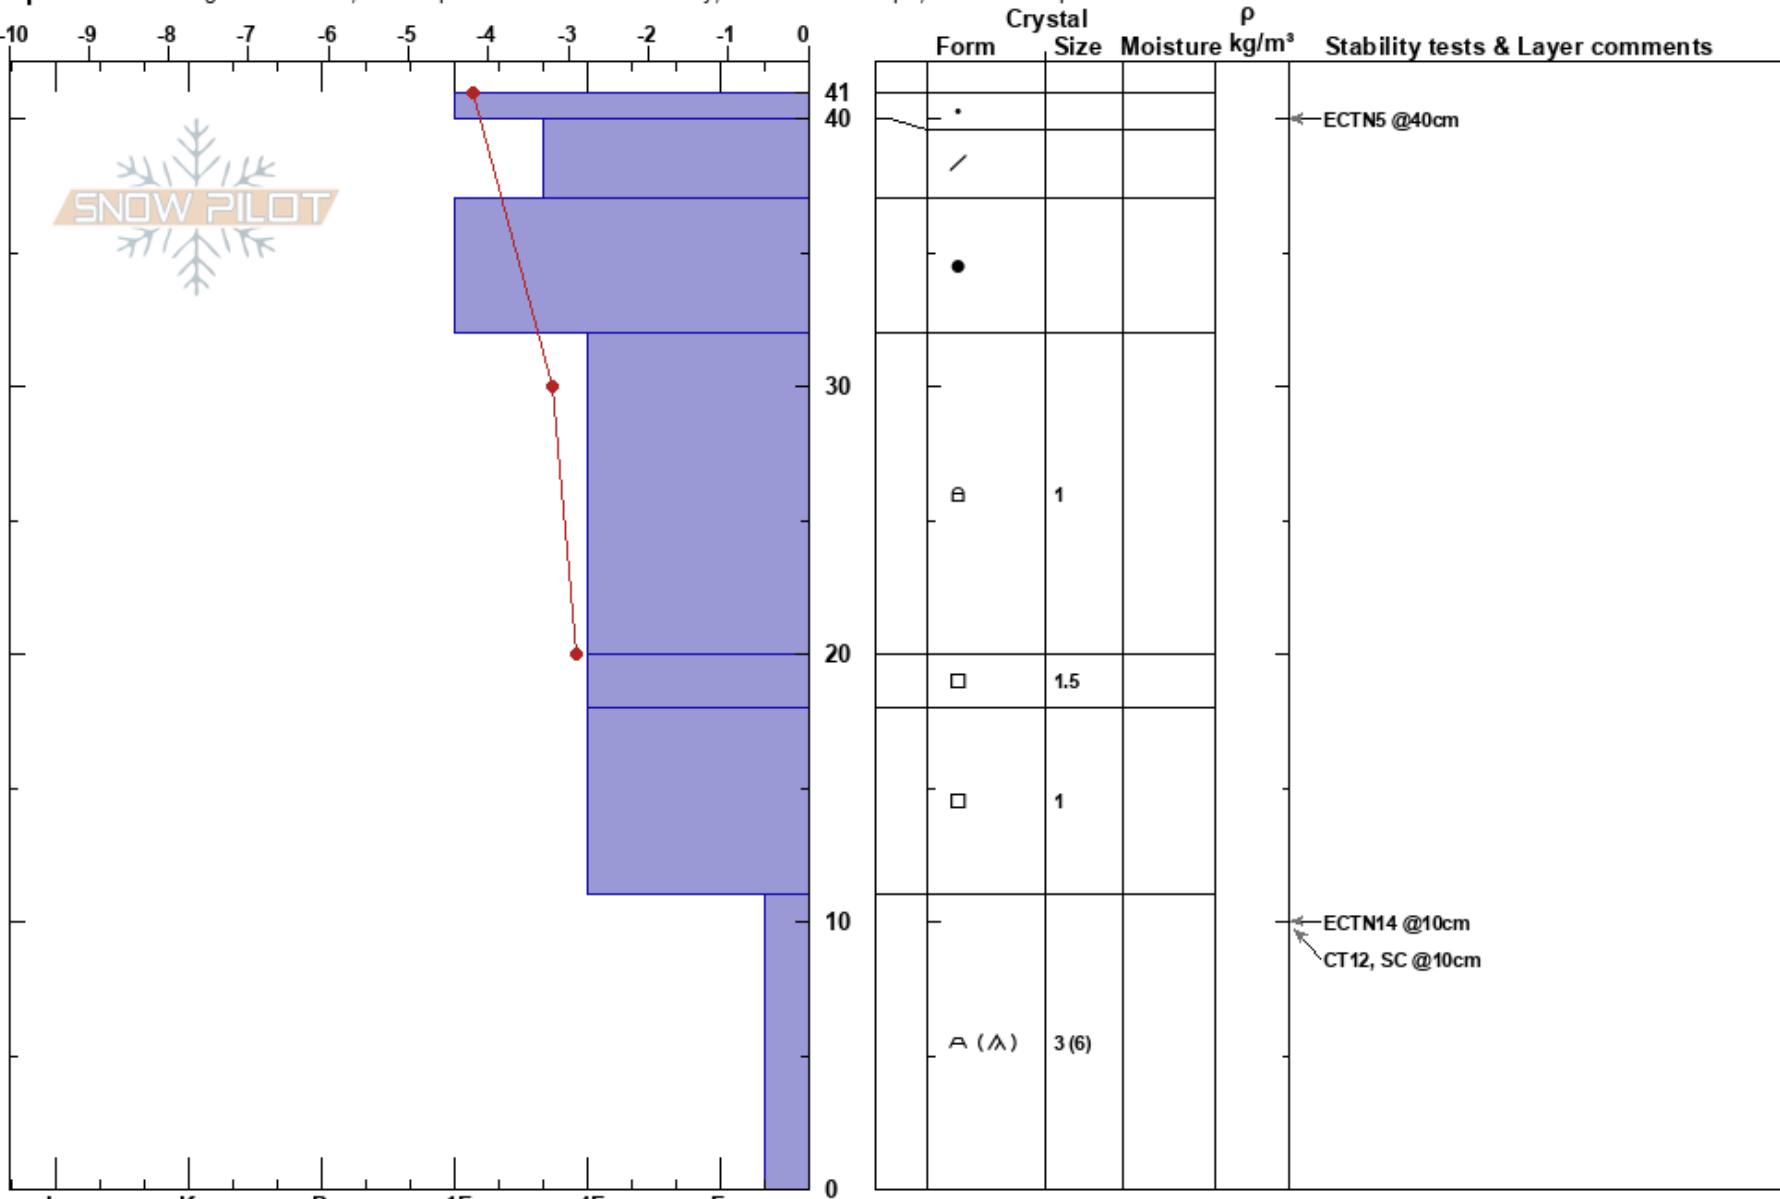 Crystal ρ
-10 -9 -8 -7 -6 -5 -4 -3 -2 -1 0
Form Size Moisture kg/m³ Stability tests & Layer comments
41
40 ECTN5 @40cm
SNOW PILOT
30
1
20
1.5
1
10 ECTN14 @10cm
CT12, SC @10cm
3 (6)
0